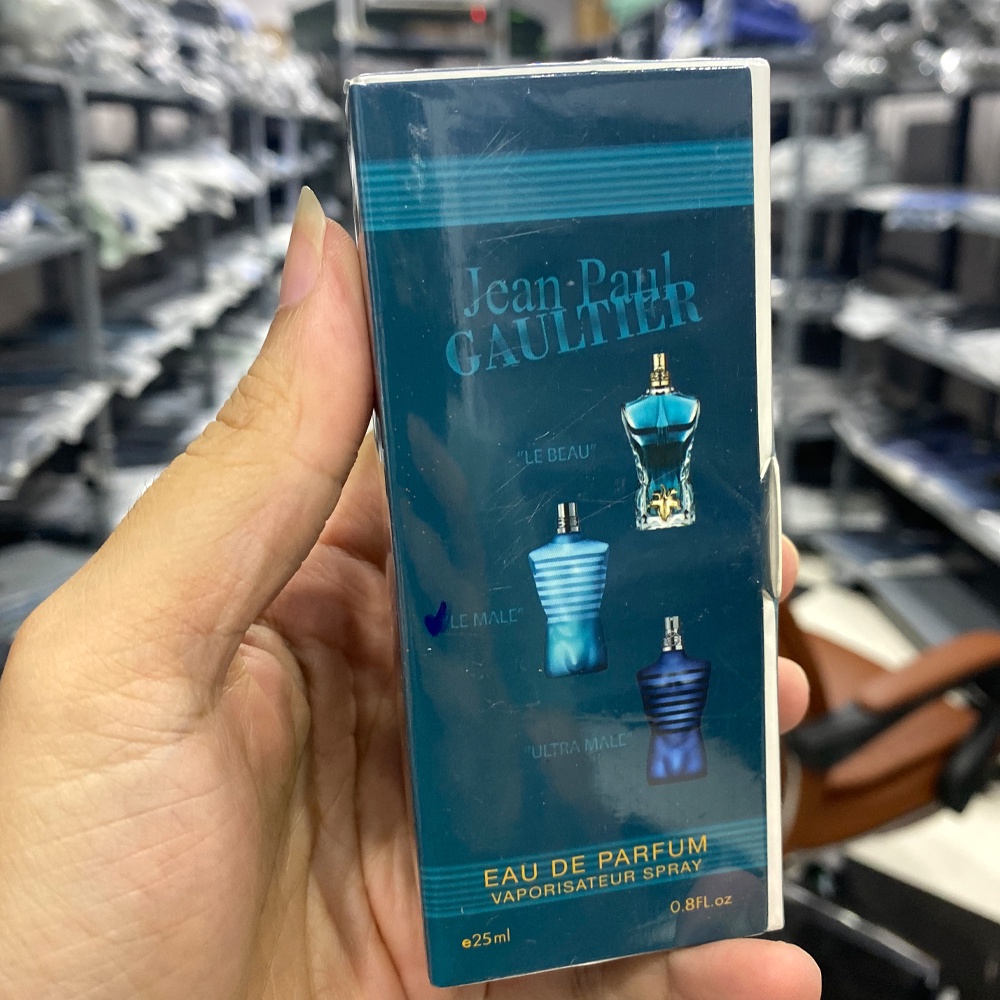 Jean Paul
GAULTIER
"LE BEAU"
"LE MALE"
"ULTRA MALE"
EAU DE PARFUM
VAPORISATEUR SPRAY
0.8FL.oz
e25ml